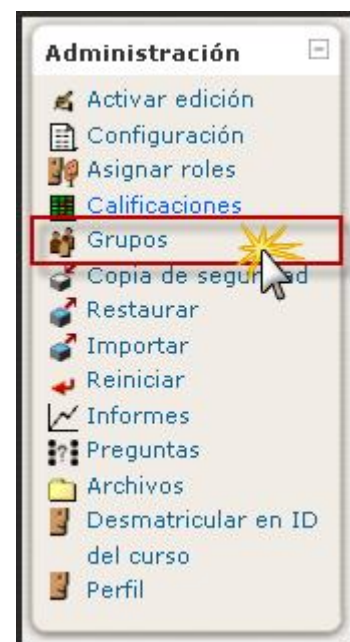 Administración
Activar edición
Configuración
Asignar roles
Calificaciones
Grupos
Copia de seguridad
Restaurar
Importar
Reiniciar
Informes
Preguntas
Archivos
Desmatricular en ID
del curso
Perfil